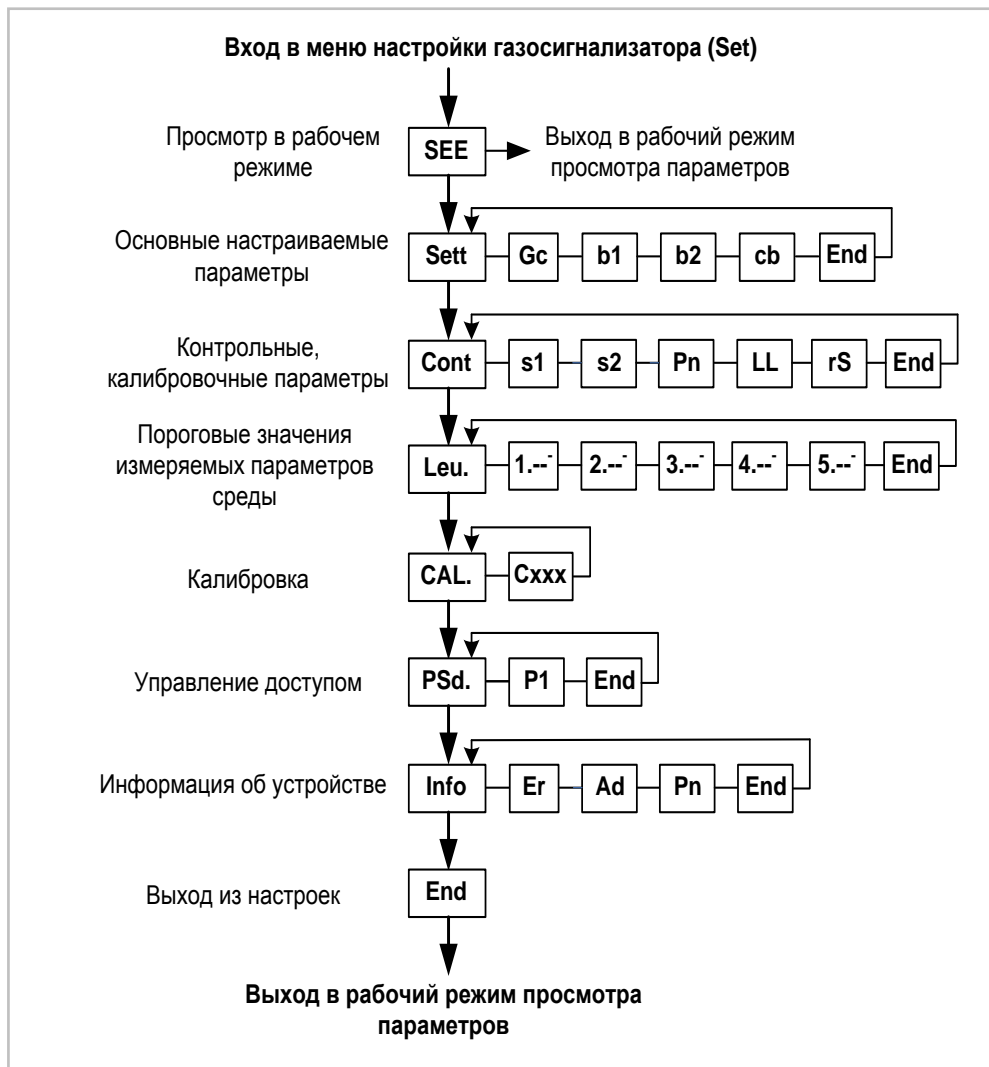 Вход в меню настройки газосигнализатора (Set)
Просмотр в рабочем
режиме
SEE
Выход в рабочий режим
просмотра параметров
Основные настраиваемые
параметры
Sett Gc b1 b2 cb End
Контрольные,
калибровочные параметры
Cont s1 s2 Pn LL rS End
Пороговые значения
измеряемых параметров
среды
Leu. 1.--- 2.--- 3.--- 4.--- 5.--- End
Калибровка
CAL. Cxxx
Управление доступом
PSd. P1 End
Информация об устройстве
Info Er Ad Pn End
Выход из настроек
End
Выход в рабочий режим просмотра
параметров